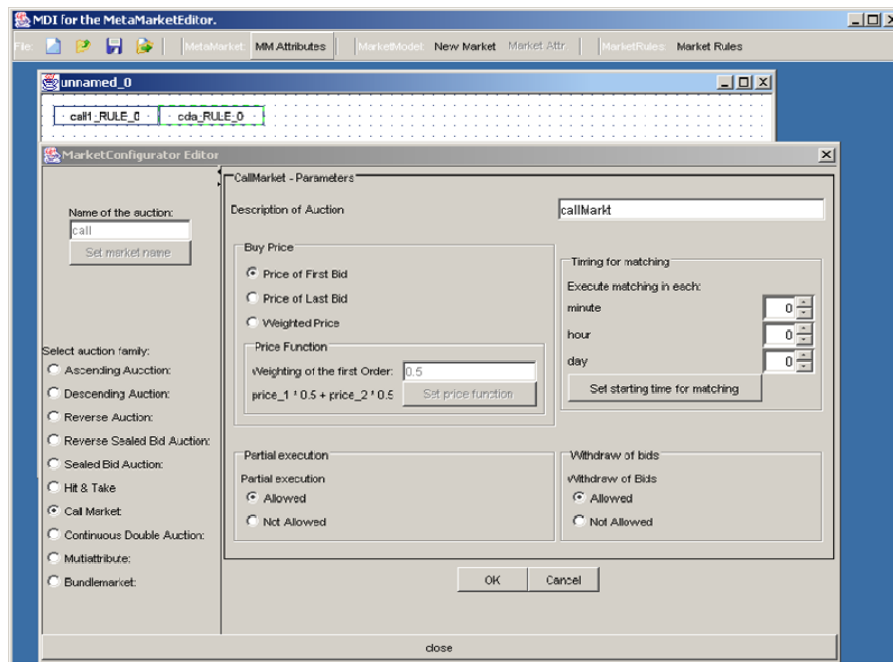 MDI for the MetaMarketEditor.
File: MetaMarket: MM Attributes MarketModel: New Market Market Attr. MarketRules: Market Rules
unnamed_0
call1_RULE_0 cda_RULE_0
MarketConfigurator Editor
CallMarket - Parameters
Name of the auction:
Description of Auction callMarkt
call
Set market name
Buy Price
Price of First Bid
Price of Last Bid
Weighted Price
Price Function
Weighting of the first Order: 0.5
price_1 * 0.5 + price_2 * 0.5 Set price function
Timing for matching
Execute matching in each:
minute 0
hour 0
day 0
Set starting time for matching
Select auction family:
Ascending Aucction:
Descending Auction:
Reverse Auction:
Reverse Sealed Bid Auction:
Sealed Bid Auction:
Hit & Take
Call Market
Continuous Double Auction:
Mutiattribute:
Bundlemarket:
Partial execution
Partial execution
Allowed
Not Allowed
Withdraw of bids
Withdraw of Bids
Allowed
Not Allowed
OK Cancel
close